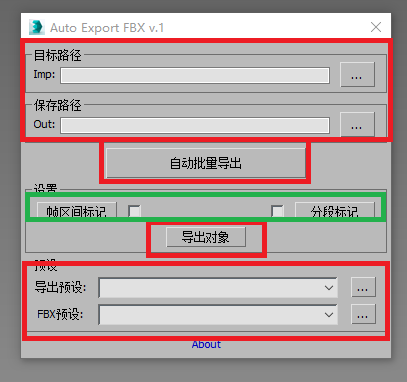 Auto Export FBX v.1
目标路径
Imp:
...
保存路径
Out:
...
自动批量导出
设置
帧区间标记
分段标记
导出对象
预设
导出预设:
...
FBX预设:
...
About